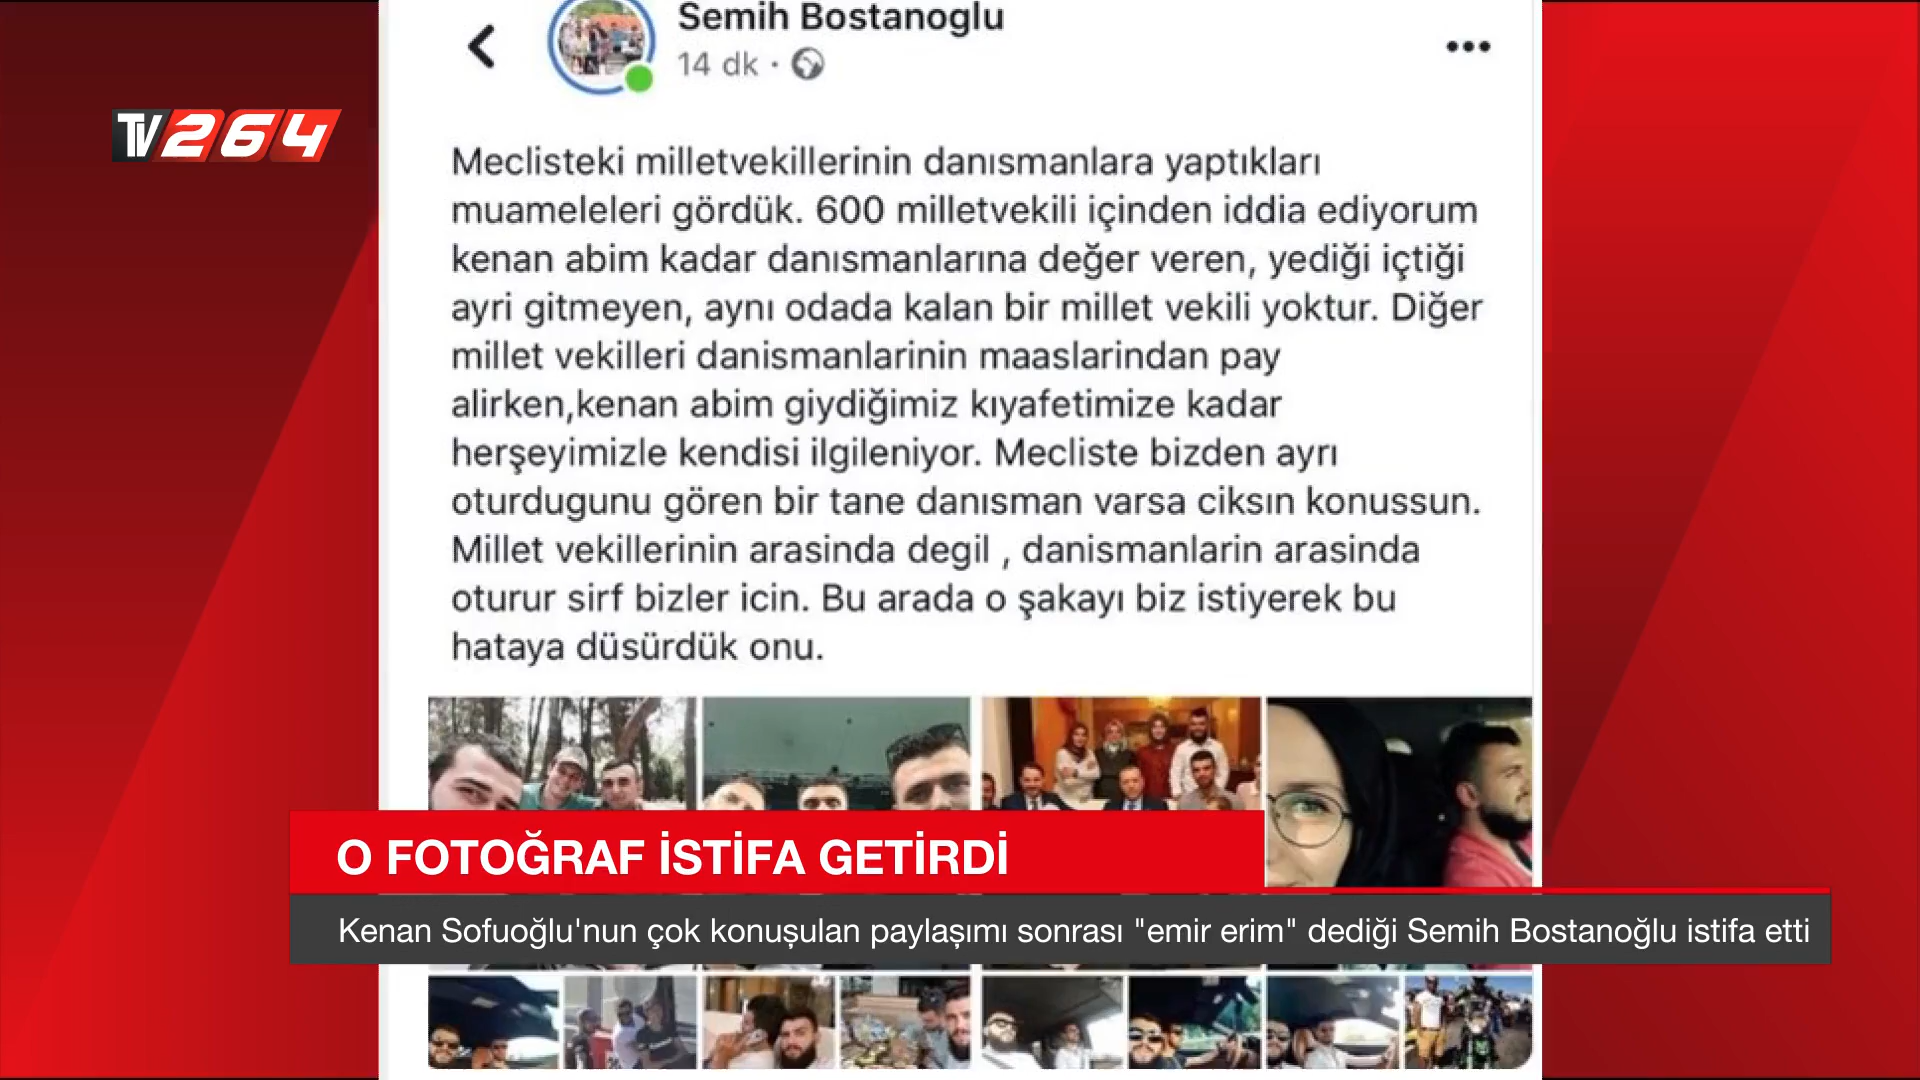 Semih Bostanoglu
14 dk ·
TV264
Meclisteki milletvekillerinin danısmanlara yaptıkları
muameleleri gördük. 600 milletvekili içinden iddia ediyorum
kenan abim kadar danısmanlarına değer veren, yediği içtiği
ayri gitmeyen, aynı odada kalan bir millet vekili yoktur. Diğer
millet vekilleri danismanlarinin maaslarindan pay
alirken,kenan abim giydiğimiz kıyafetimize kadar
herşeyimizle kendisi ilgileniyor. Mecliste bizden ayrı
oturdugunu gören bir tane danısman varsa ciksın konussun.
Millet vekillerinin arasinda degil , danismanlarin arasinda
oturur sirf bizler icin. Bu arada o şakayı biz istiyerek bu
hataya düsürdük onu.
O FOTOĞRAF İSTİFA GETİRDİ
Kenan Sofuoğlu'nun çok konuşulan paylaşımı sonrası "emir erim" dediği Semih Bostanoğlu istifa etti